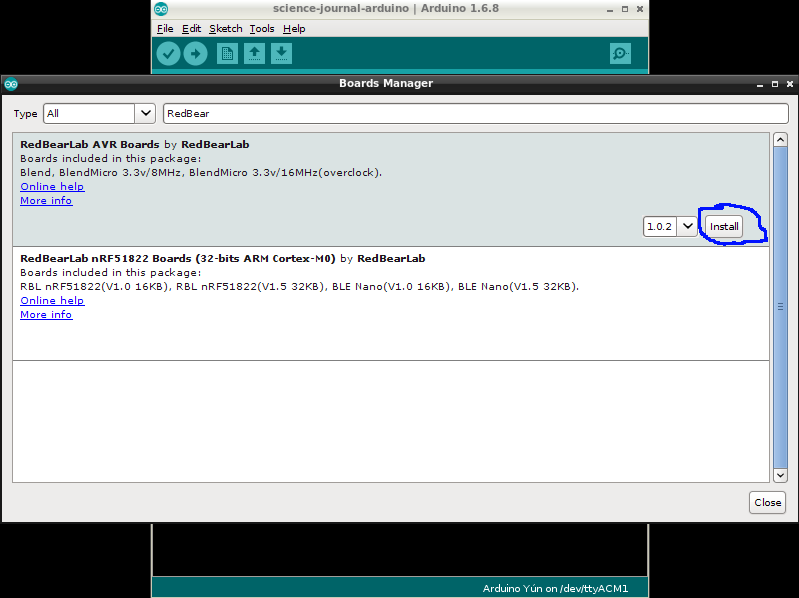 science-journal-arduino | Arduino 1.6.8
File Edit Sketch Tools Help
Boards Manager
Type All RedBear
RedBearLab AVR Boards by RedBearLab
Boards included in this package:
Blend, BlendMicro 3.3v/8MHz, BlendMicro 3.3v/16MHz(overclock).
Online help
More info
1.0.2 Install
RedBearLab nRF51822 Boards (32-bits ARM Cortex-M0) by RedBearLab
Boards included in this package:
RBL nRF51822(V1.0 16KB), RBL nRF51822(V1.5 32KB), BLE Nano(V1.0 16KB), BLE Nano(V1.5 32KB).
Online help
More info
Close
Arduino Yún on /dev/ttyACM1